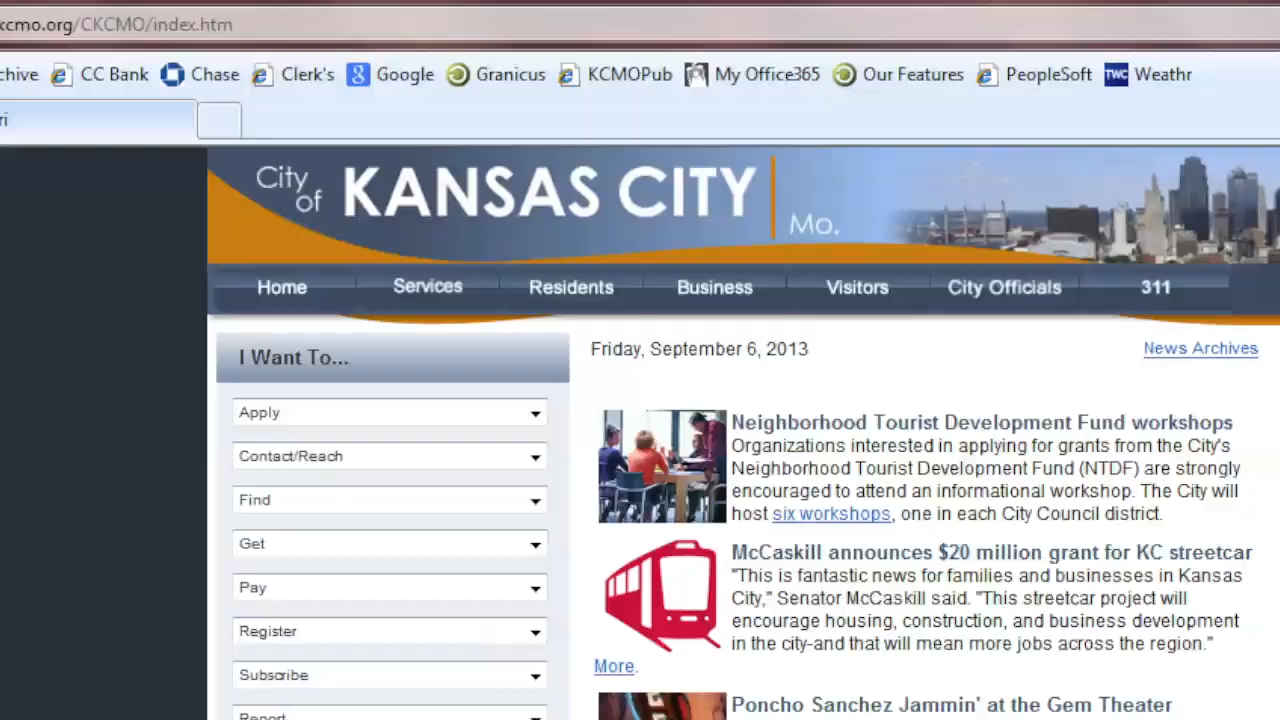 kcmo.org/CKCMO/index.htm
chive CC Bank Chase Clerk's Google Granicus KCMOPub My Office365 Our Features PeopleSoft TWC Weathr
ri
City of KANSAS CITY Mo.
Home Services Residents Business Visitors City Officials 311
I Want To...
Apply
Contact/Reach
Find
Get
Pay
Register
Subscribe
Report
Friday, September 6, 2013 News Archives
Neighborhood Tourist Development Fund workshops
Organizations interested in applying for grants from the City's
Neighborhood Tourist Development Fund (NTDF) are strongly
encouraged to attend an informational workshop. The City will
host six workshops, one in each City Council district.
McCaskill announces $20 million grant for KC streetcar
"This is fantastic news for families and businesses in Kansas
City," Senator McCaskill said. "This streetcar project will
encourage housing, construction, and business development
in the city-and that will mean more jobs across the region."
More.
Poncho Sanchez Jammin' at the Gem Theater